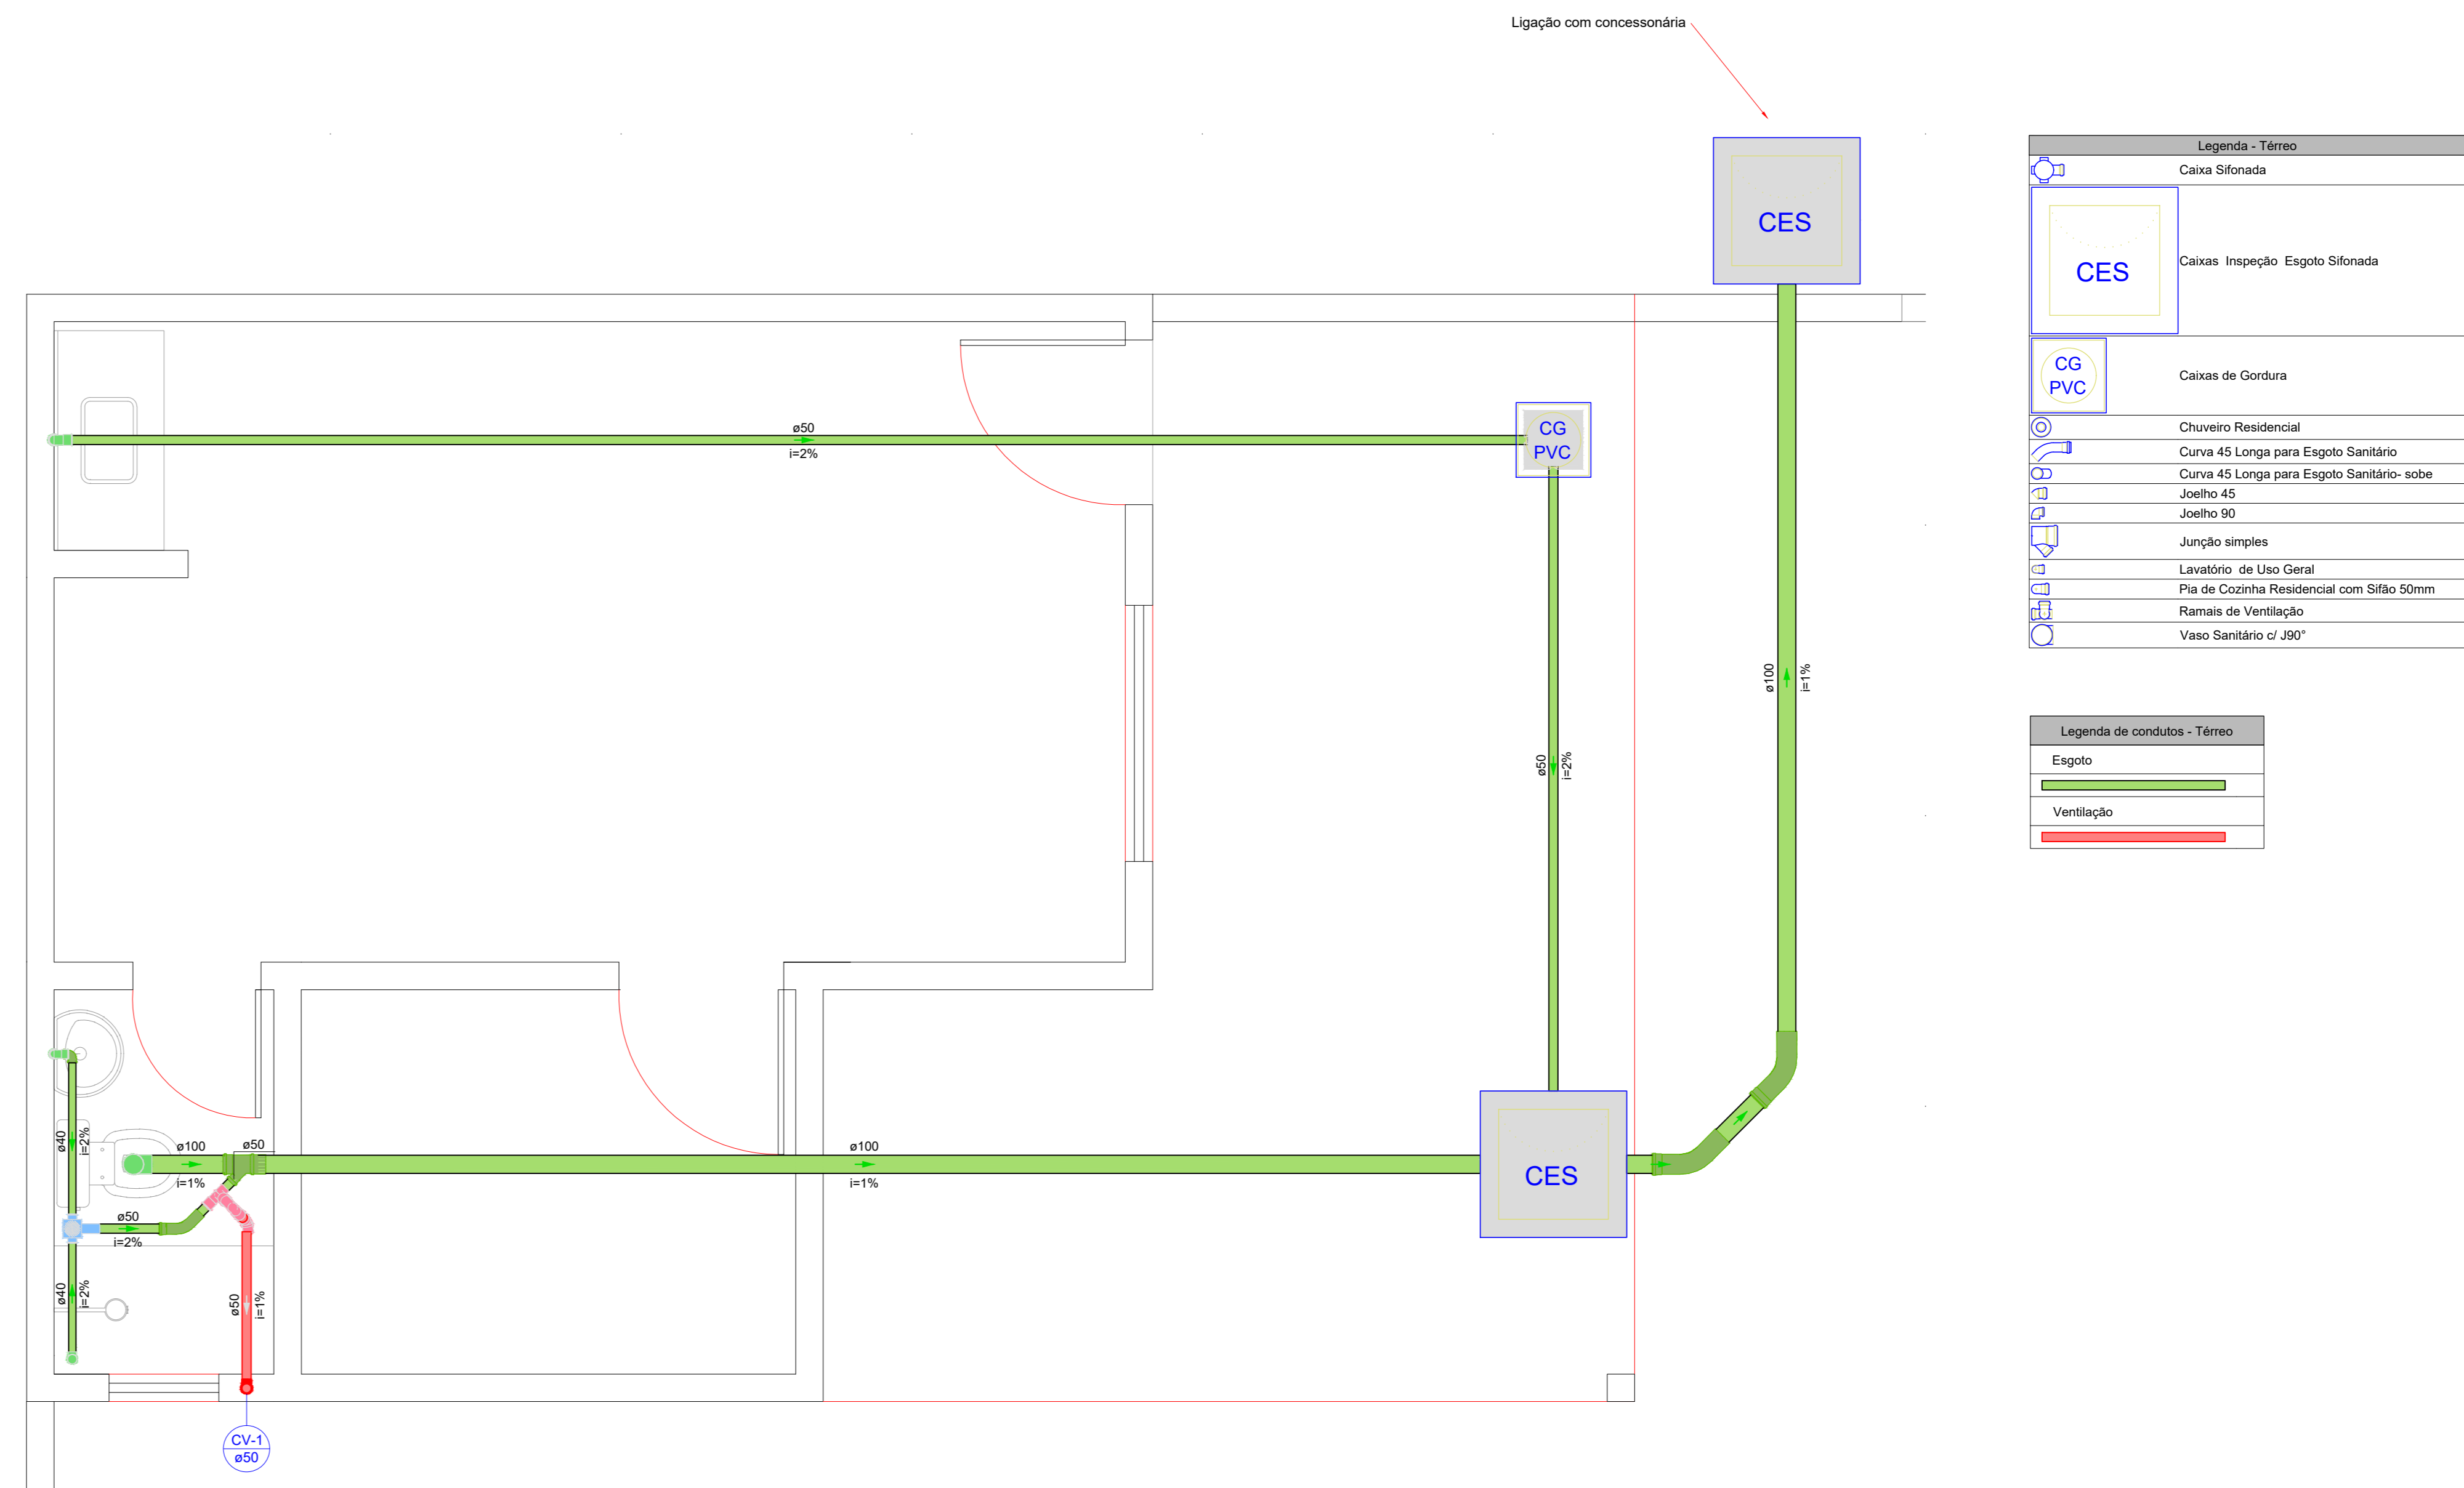 Ligação com concessonária
CES
ø50
i=2%
CG
PVC
ø100
i=1%
ø50
i=2%
ø40
i=2%
ø100
i=1%
ø50
ø100
i=1%
CES
ø50
i=2%
ø40
i=2%
ø50
i=1%
CV-1
ø50
Legenda - Térreo
Caixa Sifonada
CES
Caixas Inspeção Esgoto Sifonada
CG
PVC
Caixas de Gordura
Chuveiro Residencial
Curva 45 Longa para Esgoto Sanitário
Curva 45 Longa para Esgoto Sanitário- sobe
Joelho 45
Joelho 90
Junção simples
Lavatório de Uso Geral
Pia de Cozinha Residencial com Sifão 50mm
Ramais de Ventilação
Vaso Sanitário c/ J90°
Legenda de condutos - Térreo
Esgoto
Ventilação